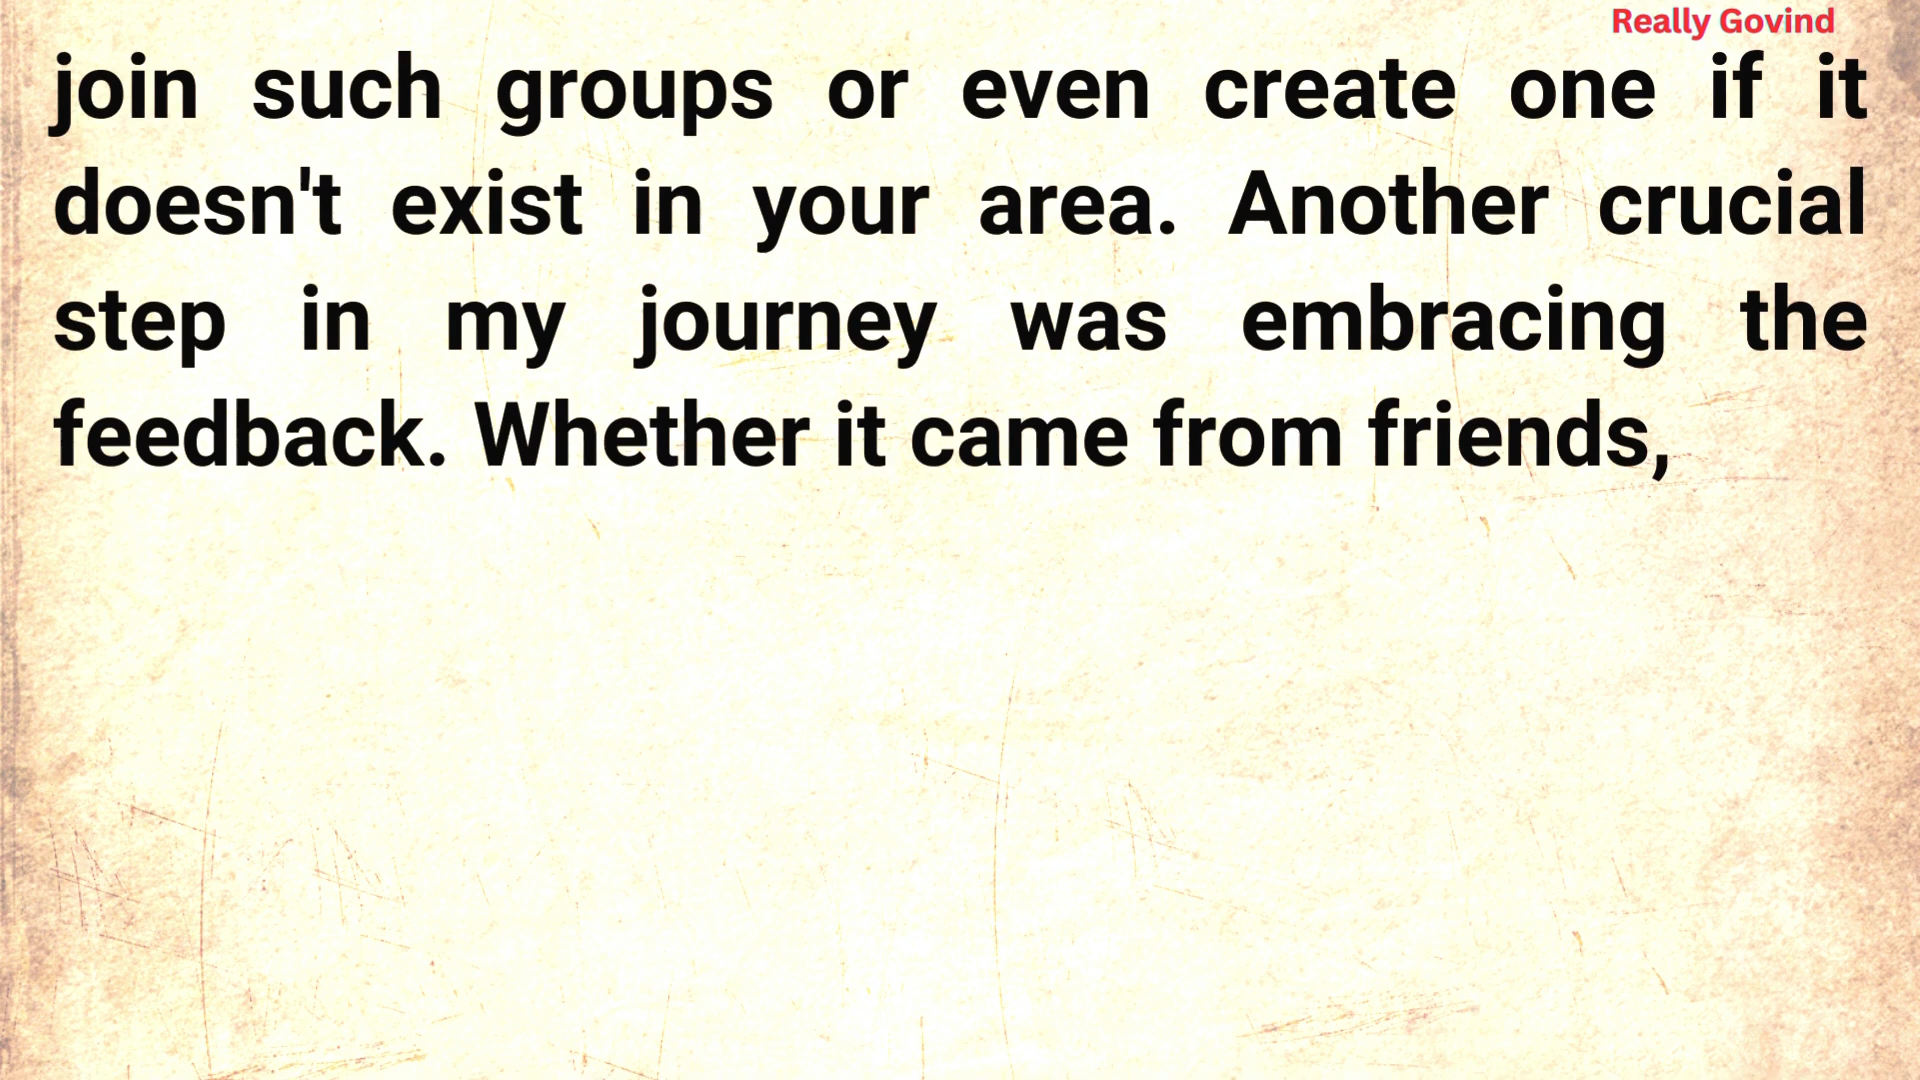 Really Govind
join such groups or even create one if it
doesn't exist in your area. Another crucial
step in my journey was embracing the
feedback. Whether it came from friends,